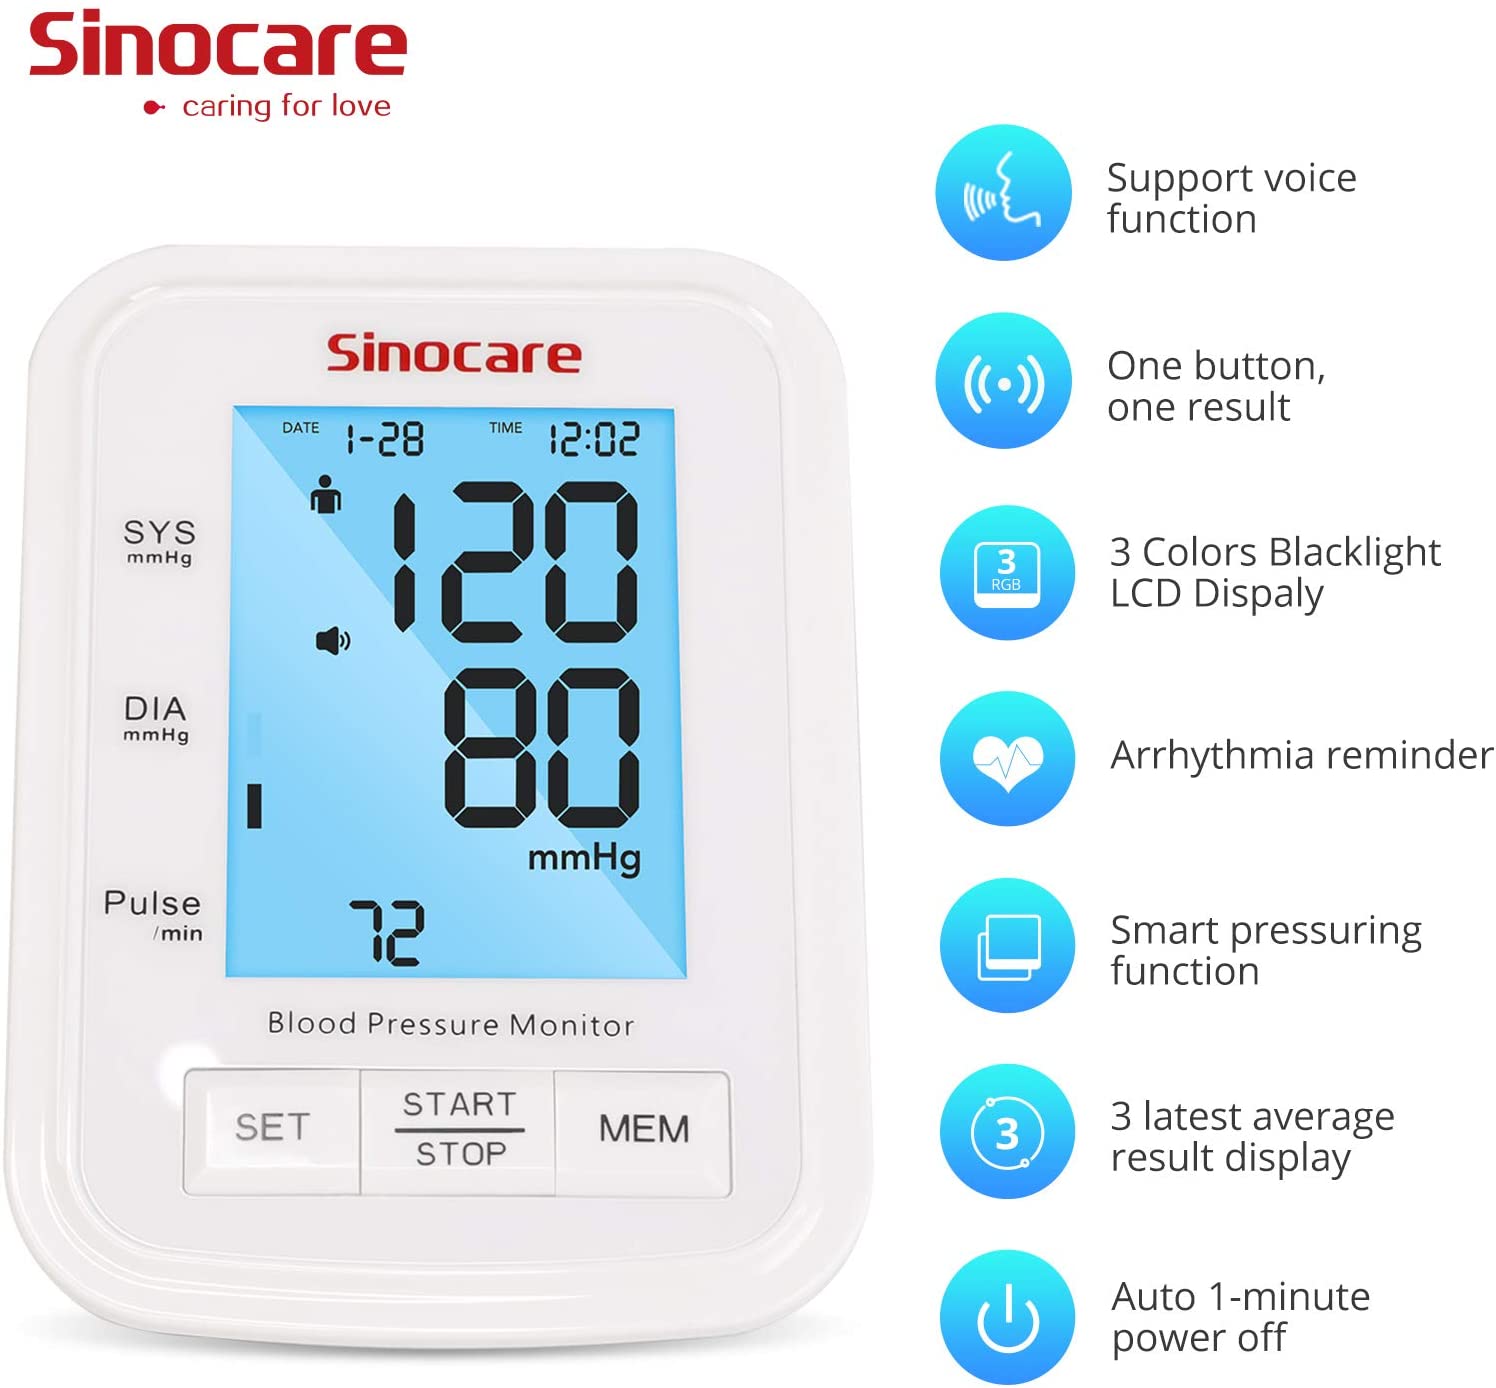 Sinocare
caring for love
Support voice
function
One button,
one result
3
RGB
3 Colors Blacklight
LCD Dispaly
Arrhythmia reminder
Smart pressuring
function
3
3 latest average
result display
Auto 1-minute
power off
Sinocare
DATE 1-28 TIME 12:02
SYS
mmHg
120
DIA
mmHg
80
mmHg
Pulse
/min
72
Blood Pressure Monitor
SET
START
STOP
MEM